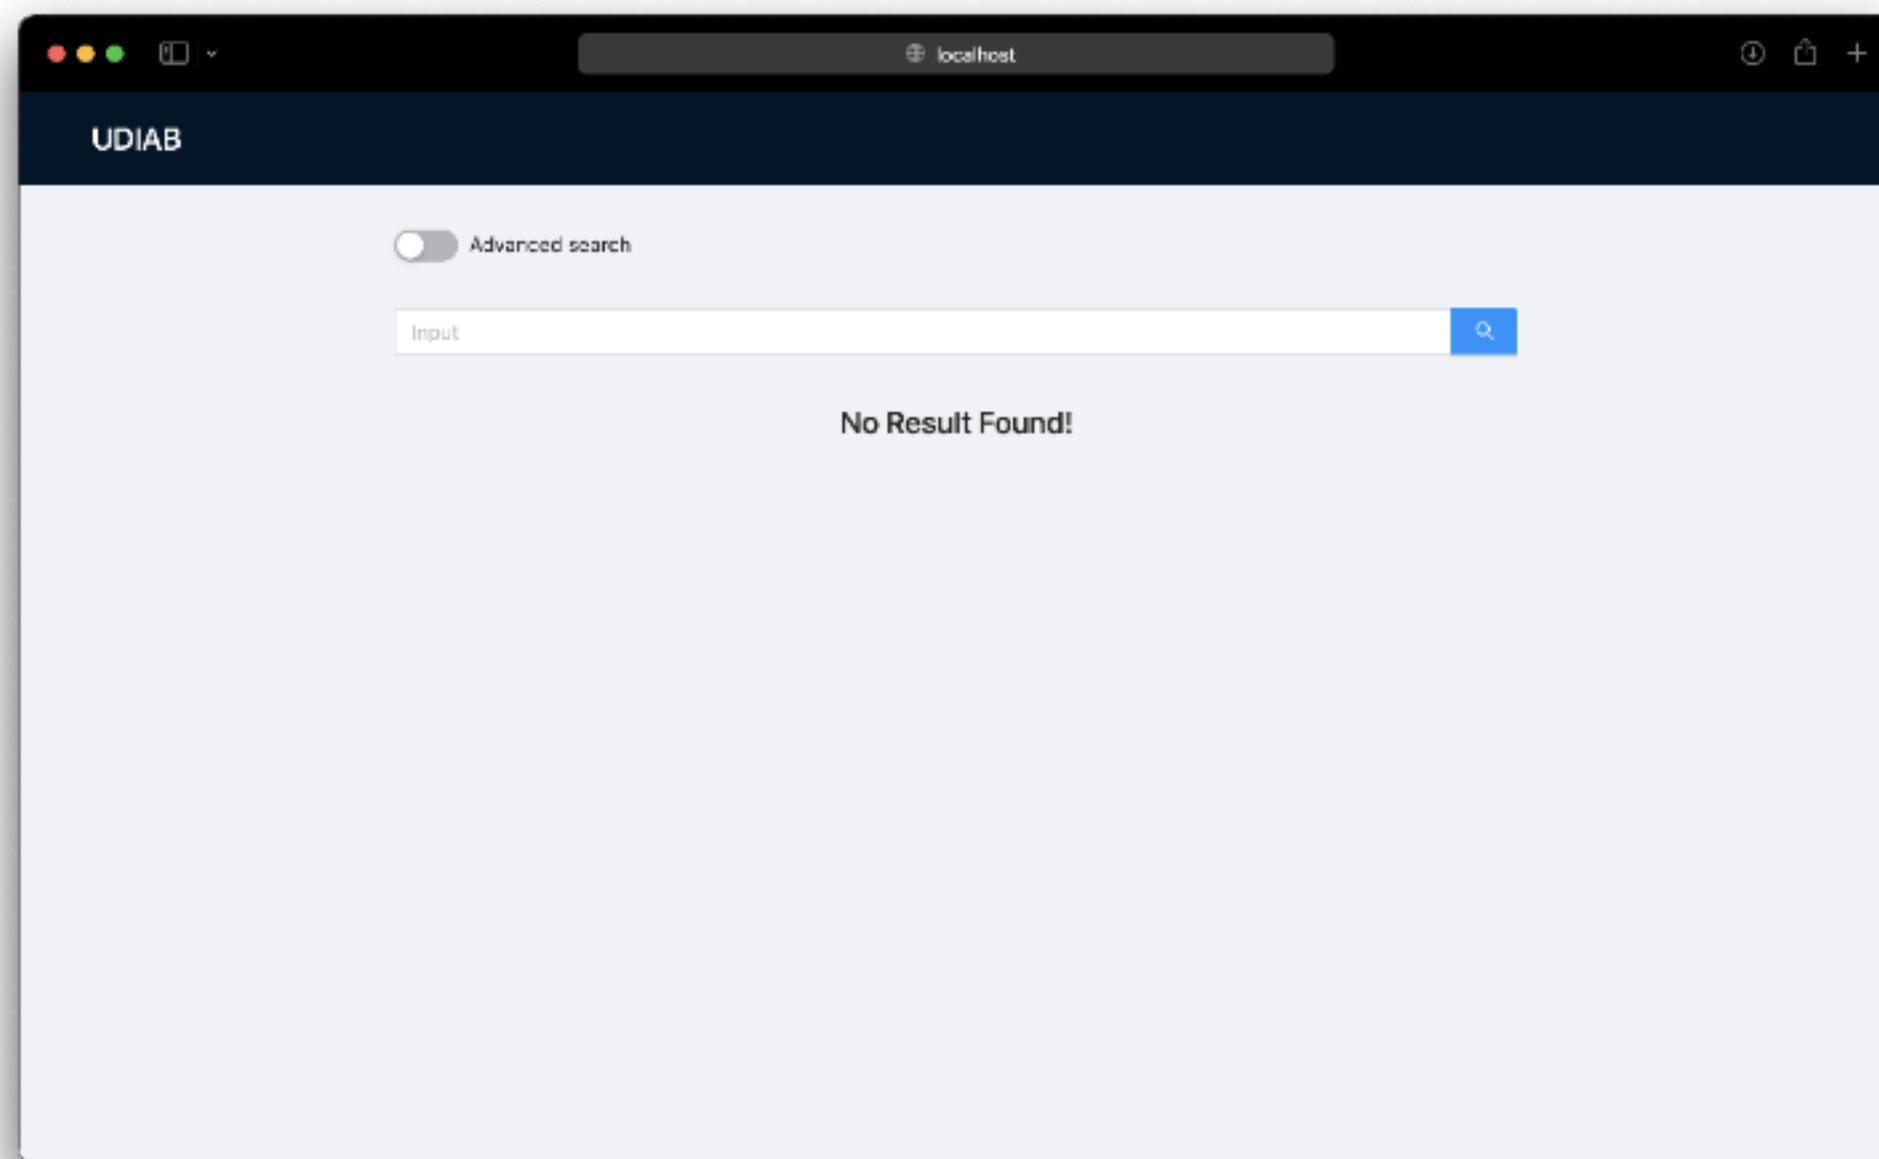 localhost
UDIAB
Advanced search
Input
No Result Found!